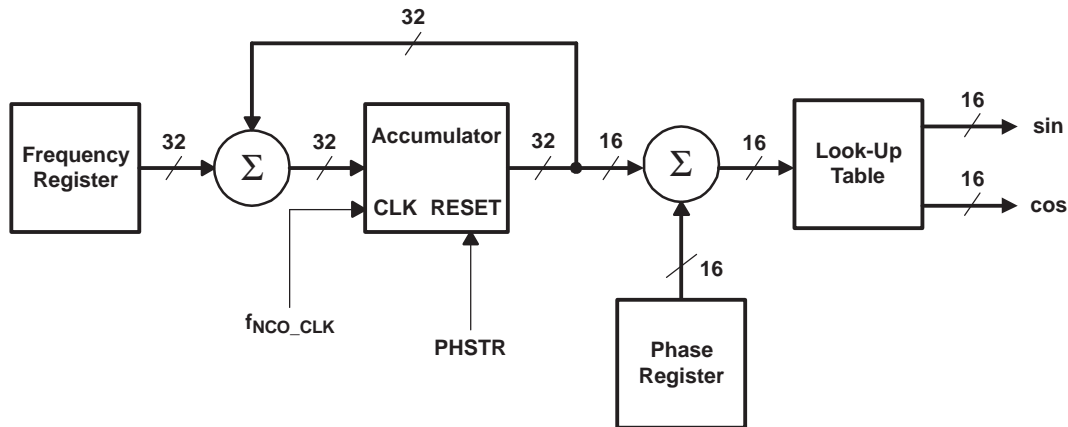 32
Frequency
Register
32
Σ
32
Accumulator
CLK RESET
32
16
Σ
16
Look-Up
Table
16
sin
16
cos
16
fNCO_CLK
PHSTR
Phase
Register